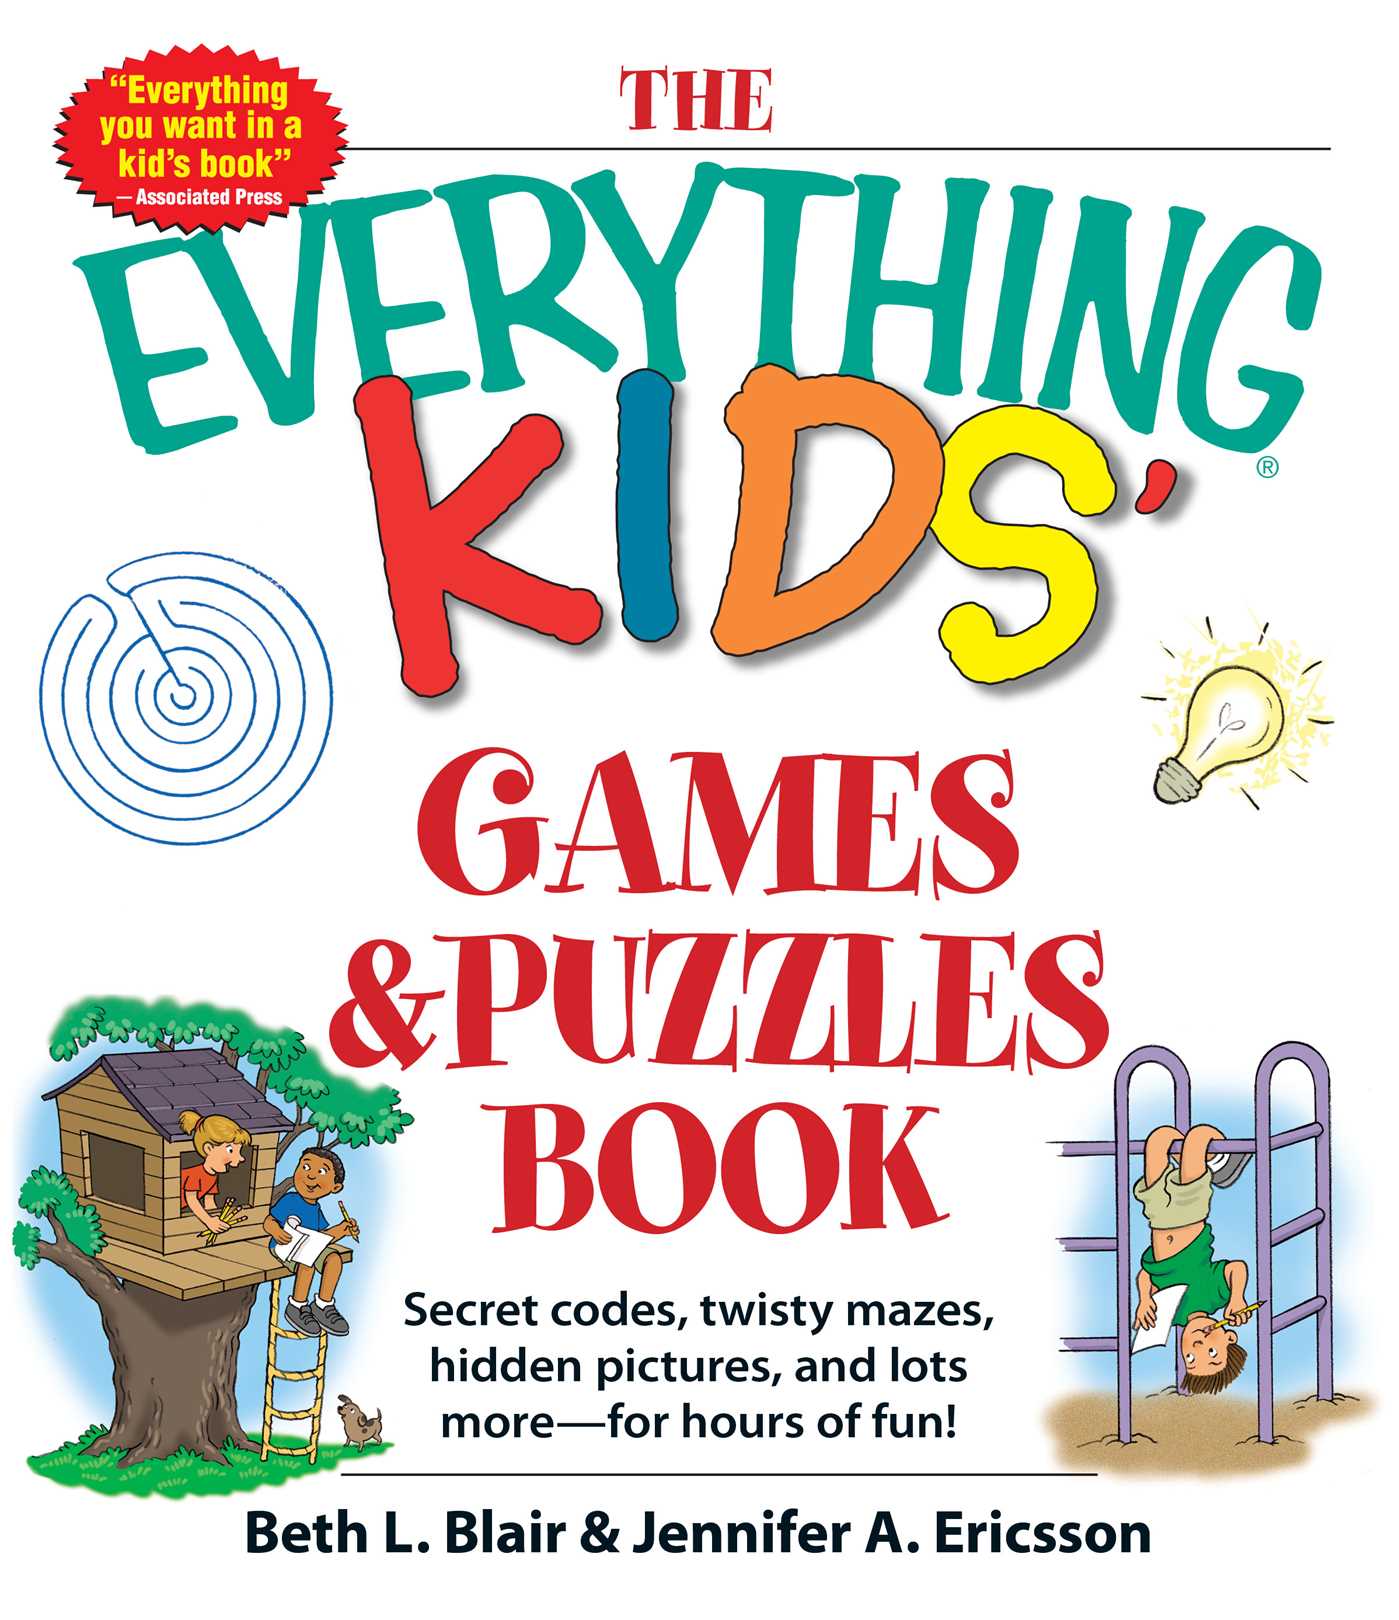 “Everything
you want in a
kid’s book”
— Associated Press
THE
EVERYTHING®
KIDS’
GAMES
&PUZZLES
BOOK
Secret codes, twisty mazes,
hidden pictures, and lots
more—for hours of fun!
Beth L. Blair & Jennifer A. Ericsson